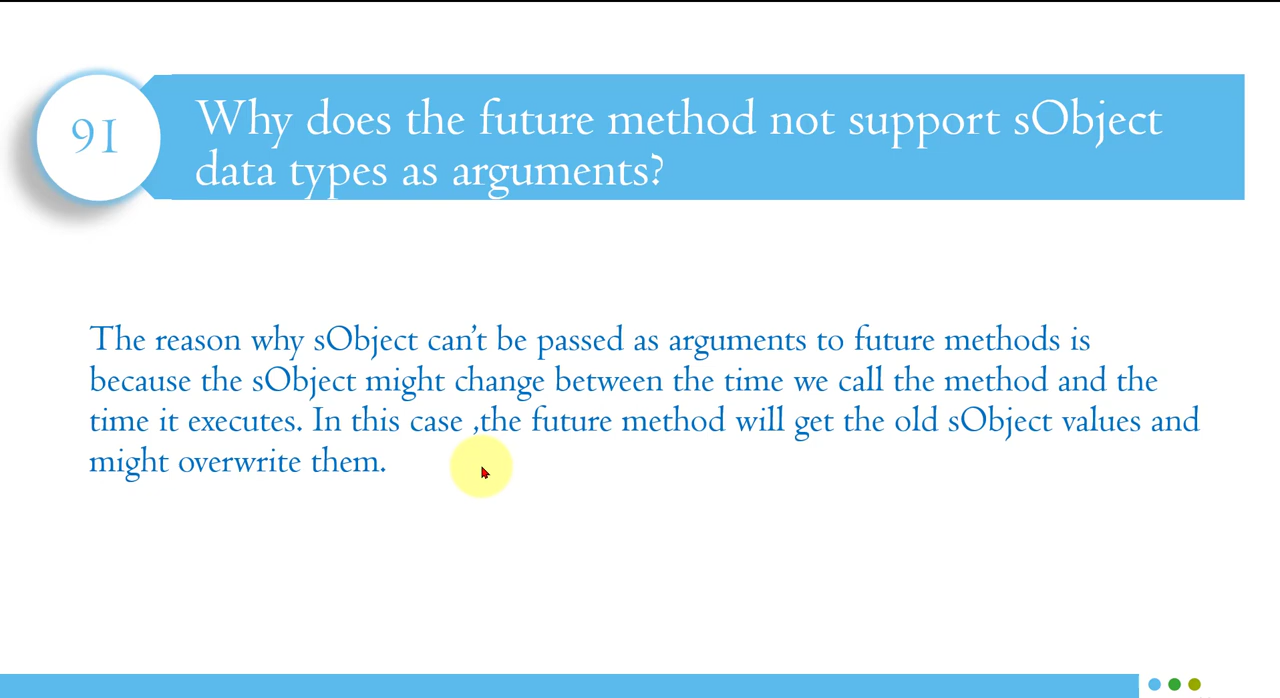 91
Why does the future method not support sObject
data types as arguments?
The reason why sObject can't be passed as arguments to future methods is
because the sObject might change between the time we call the method and the
time it executes. In this case ,the future method will get the old sObject values and
might overwrite them.